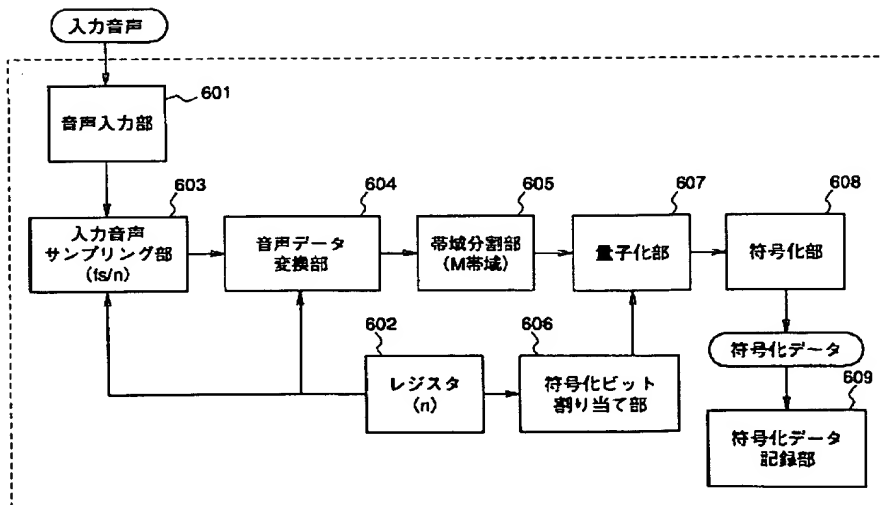 入力音声
601
音声入力部
603
入力音声
サンプリング部
(fs/n)
604
音声データ
変換部
605
帯域分割部
(M帯域)
607
量子化部
608
符号化部
602
レジスタ
(n)
606
符号化ビット
割り当て部
符号化データ
609
符号化データ
記録部